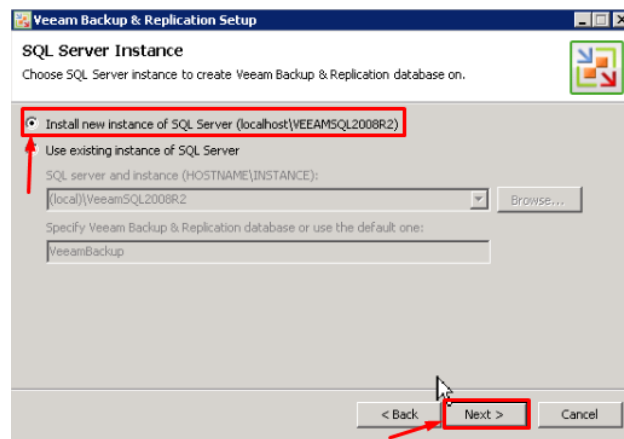 Veeam Backup & Replication Setup
SQL Server Instance
Choose SQL Server instance to create Veeam Backup & Replication database on.
Install new instance of SQL Server (localhost\VEEAMSQL2008R2)
Use existing instance of SQL Server
SQL server and instance (HOSTNAME\INSTANCE):
(local)\VeeamSQL2008R2 Browse...
Specify Veeam Backup & Replication database or use the default one:
VeeamBackup
< Back Next > Cancel